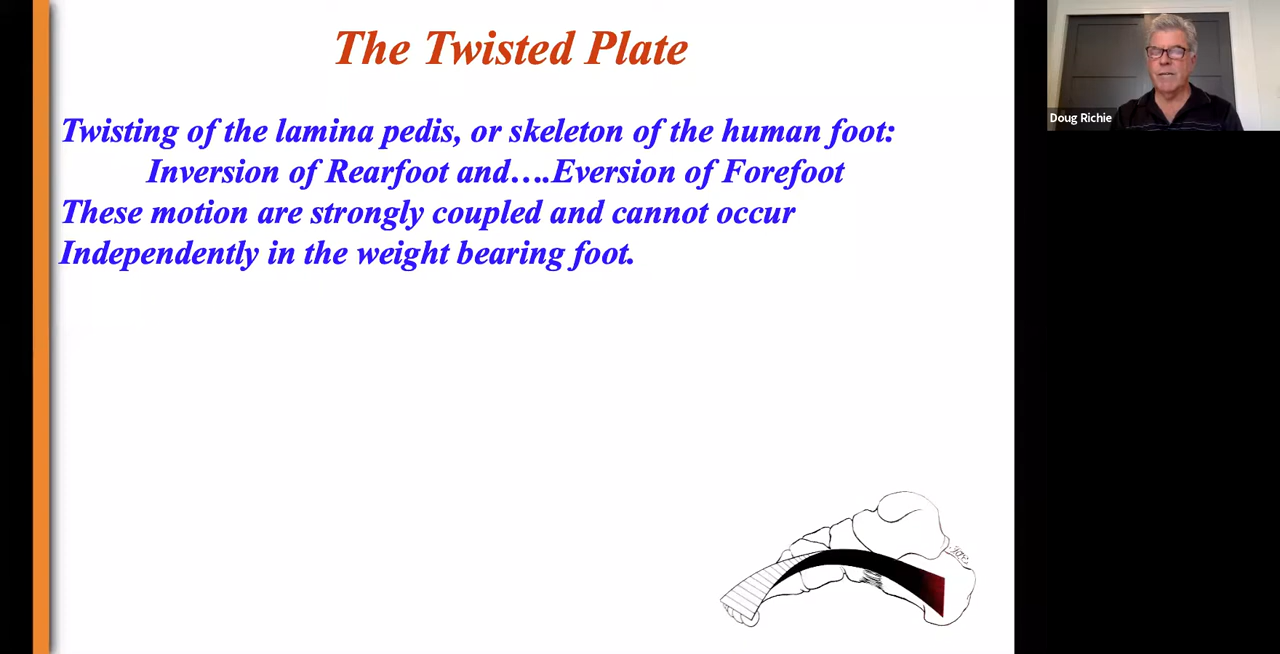 The Twisted Plate
Twisting of the lamina pedis, or skeleton of the human foot:
Inversion of Rearfoot and….Eversion of Forefoot
These motion are strongly coupled and cannot occur
Independently in the weight bearing foot.
Doug Richie